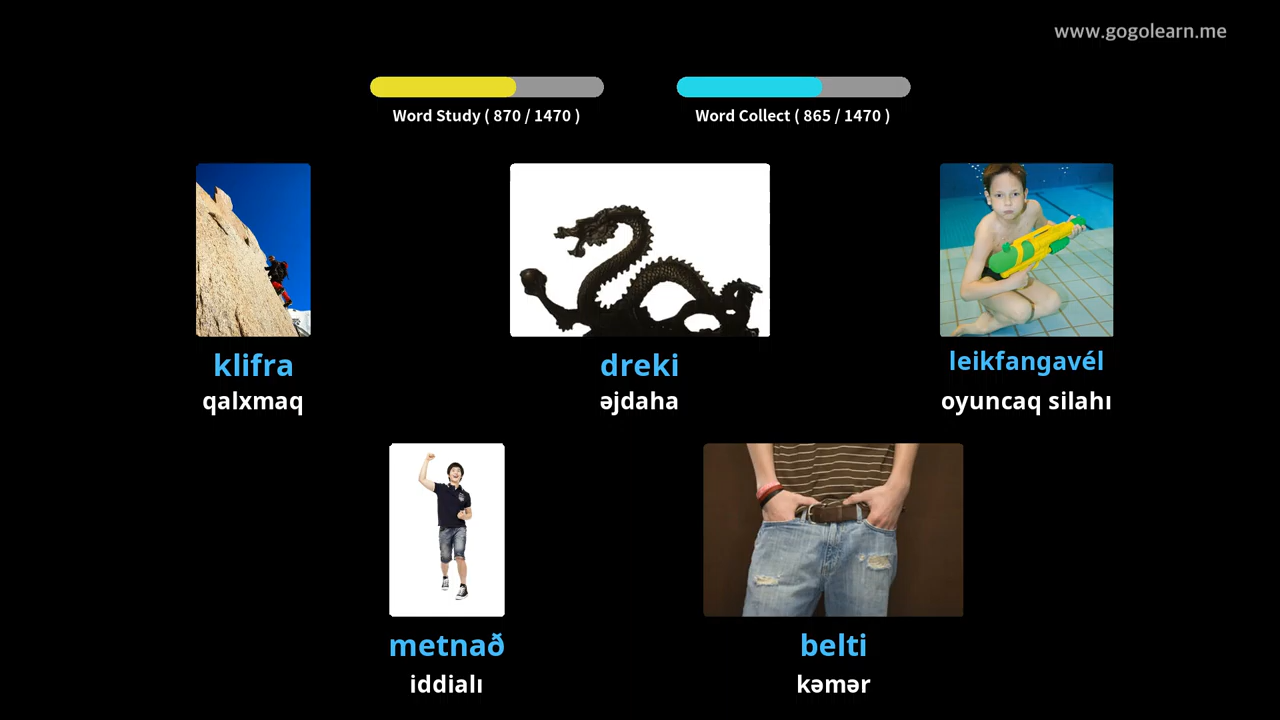 www.gogolearn.me
Word Study ( 870 / 1470 )
Word Collect ( 865 / 1470 )
klifra
qalxmaq
dreki
əjdaha
leikfangavél
oyuncaq silahı
metnað
iddialı
belti
kəmər